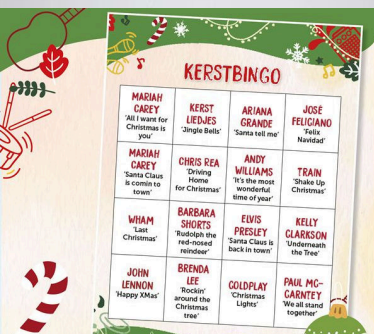 KERSTBINGO
MARIAH
CAREY
'All I want for
Christmas is
you'
KERST
LIEDJES
'Jingle Bells'
ARIANA
GRANDE
'Santa tell me'
JOSÉ
FELICIANO
'Felix
Navidad'
MARIAH
CAREY
'Santa Claus
is comin to
town'
CHRIS REA
'Driving
Home
for Christmas'
ANDY
WILLIAMS
'It's the most
wonderful
time of year'
TRAIN
'Shake Up
Christmas'
WHAM
'Last
Christmas'
BARBARA
SHORTS
'Rudolph the
red-nosed
reindeer'
ELVIS
PRESLEY
'Santa Claus is
back in town'
KELLY
CLARKSON
'Underneath
the Tree'
JOHN
LENNON
'Happy XMas'
BRENDA
LEE
'Rockin'
around the
Christmas
tree'
COLDPLAY
'Christmas
Lights'
PAUL MC-
CARNTEY
'We all stand
together'